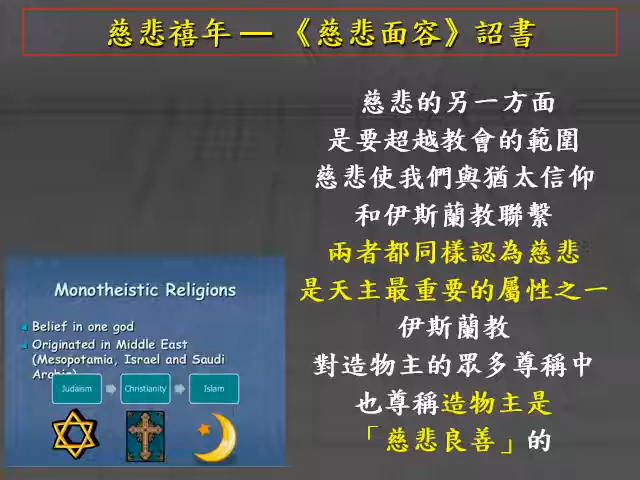 慈悲禧年 — 《慈悲面容》詔書
慈悲的另一方面
是要超越教會的範圍
慈悲使我們與猶太信仰
和伊斯蘭教聯繫
兩者都同樣認為慈悲
是天主最重要的屬性之一
伊斯蘭教
對造物主的眾多尊稱中
也尊稱造物主是
「慈悲良善」的
Monotheistic Religions
Belief in one god
Originated in Middle East
(Mesopotamia, Israel and Saudi
Arabia)
Judaism
Christianity
Islam